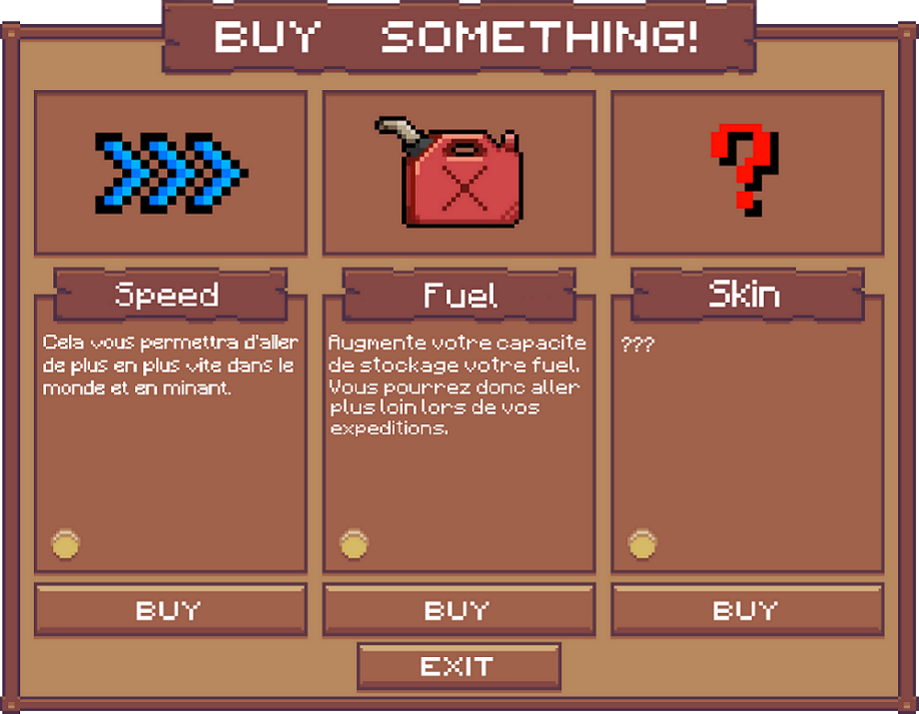 BUY SOMETHING!
Speed
Cela vous permettra d'aller
de plus en plus vite dans le
monde et en minant.
BUY
Fuel
Augmente votre capacite
de stockage votre fuel.
Vous pourrez donc aller
plus loin lors de vos
expeditions.
BUY
Skin
???
BUY
EXIT